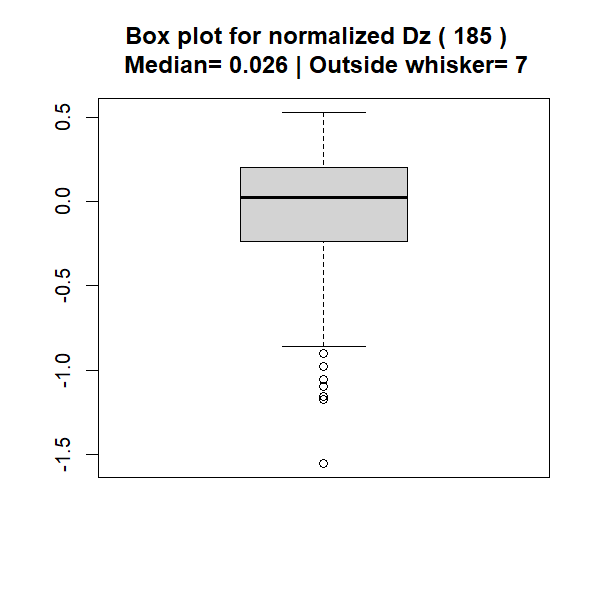 Box plot for normalized Dz ( 185 )
Median= 0.026 | Outside whisker= 7
0.5
0.0
-0.5
-1.0
-1.5